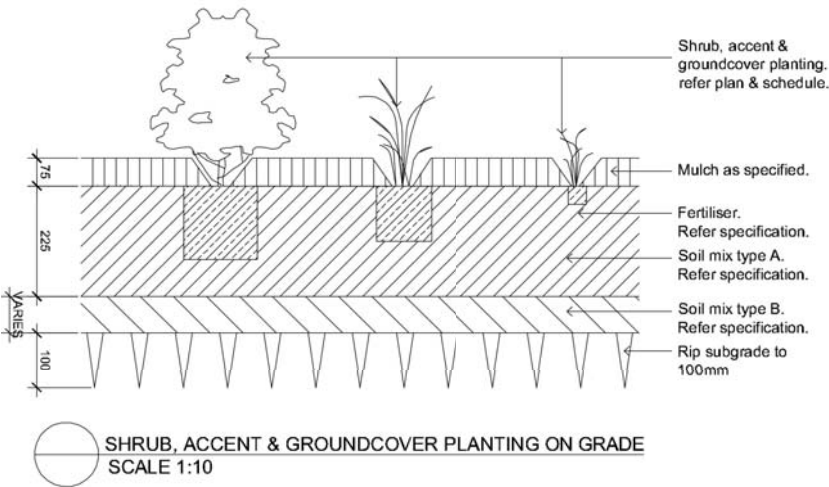 Shrub, accent &
groundcover planting.
refer plan & schedule.
75
Mulch as specified.
Fertiliser.
Refer specification.
225
Soil mix type A.
Refer specification.
VARIES
Soil mix type B.
Refer specification.
100
Rip subgrade to
100mm
SHRUB, ACCENT & GROUNDCOVER PLANTING ON GRADE
SCALE 1:10